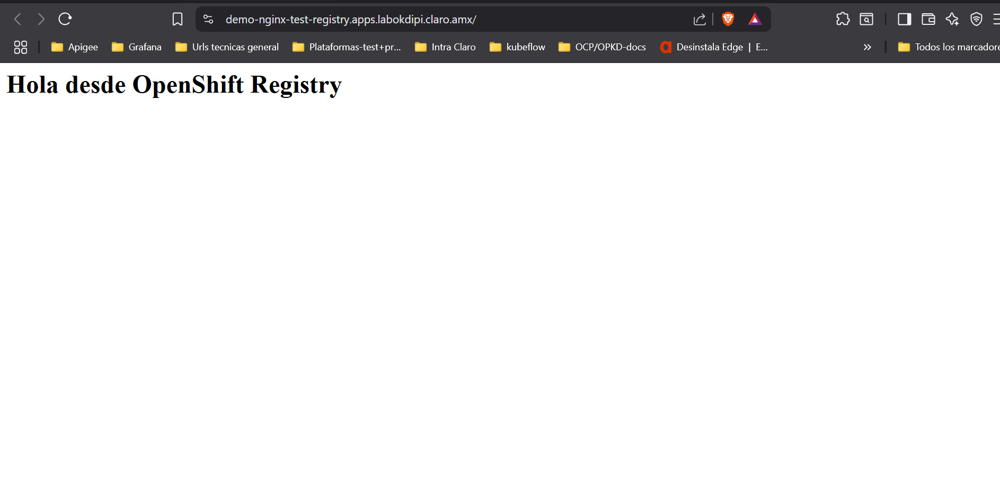 demo-nginx-test-registry.apps.labokdipi.claro.amx/
Apigee Grafana Urls tecnicas general Plataformas-test+pr... Intra Claro kubeflow OCP/OPKD-docs Desinstala Edge | E... » Todos los marcadore
Hola desde OpenShift Registry